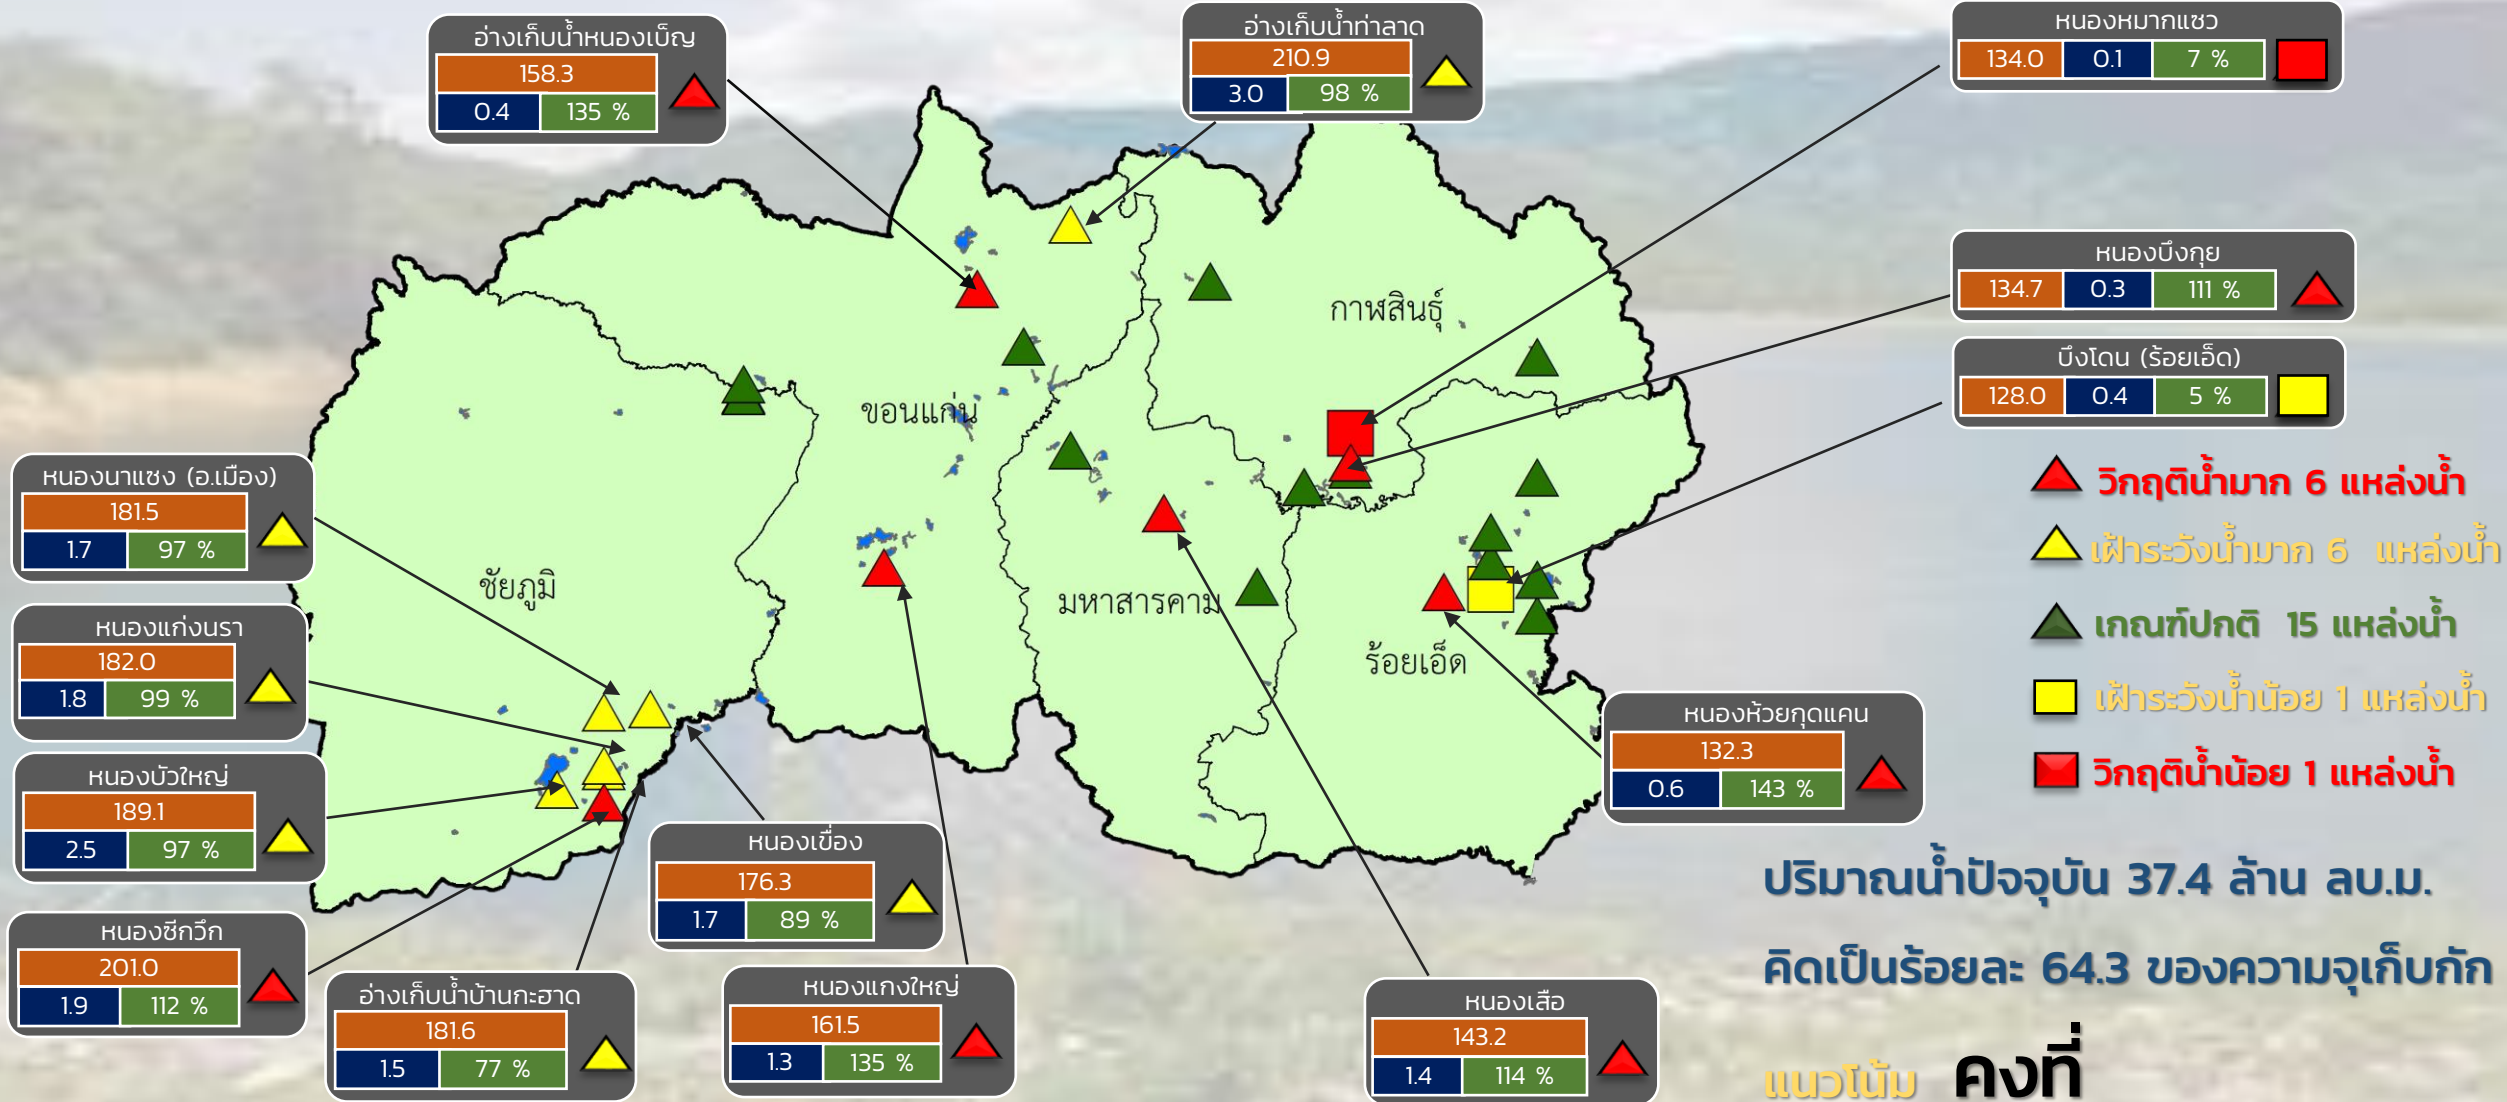 อ่างเก็บน้ำหนองเบ็ญ
158.3
0.4 135 %
อ่างเก็บน้ำท่าลาด
210.9
3.0 98 %
หนองหมากแซว
134.0 0.1 7 %
หนองบึงกุย
134.7 0.3 111 %
บึงโดน (ร้อยเอ็ด)
128.0 0.4 5 %
กาฬสินธุ์
ขอนแก่น
ชัยภูมิ
มหาสารคาม
ร้อยเอ็ด
หนองนาแซง (อ.เมือง)
181.5
1.7 97 %
หนองแก่งนรา
182.0
1.8 99 %
หนองบัวใหญ่
189.1
2.5 97 %
หนองซีกวึก
201.0
1.9 112 %
อ่างเก็บน้ำบ้านกะฮาด
181.6
1.5 77 %
หนองเขื่อง
176.3
1.7 89 %
หนองแกงใหญ่
161.5
1.3 135 %
หนองเสือ
143.2
1.4 114 %
หนองห้วยกุดแคน
132.3
0.6 143 %
วิกฤติน้ำมาก 6 แหล่งน้ำ
เฝ้าระวังน้ำมาก 6 แหล่งน้ำ
เกณฑ์ปกติ 15 แหล่งน้ำ
เฝ้าระวังน้ำน้อย 1 แหล่งน้ำ
วิกฤติน้ำน้อย 1 แหล่งน้ำ
ปริมาณน้ำปัจจุบัน 37.4 ล้าน ลบ.ม.
คิดเป็นร้อยละ 64.3 ของความจุเก็บกัก
แนวโน้ม คงที่